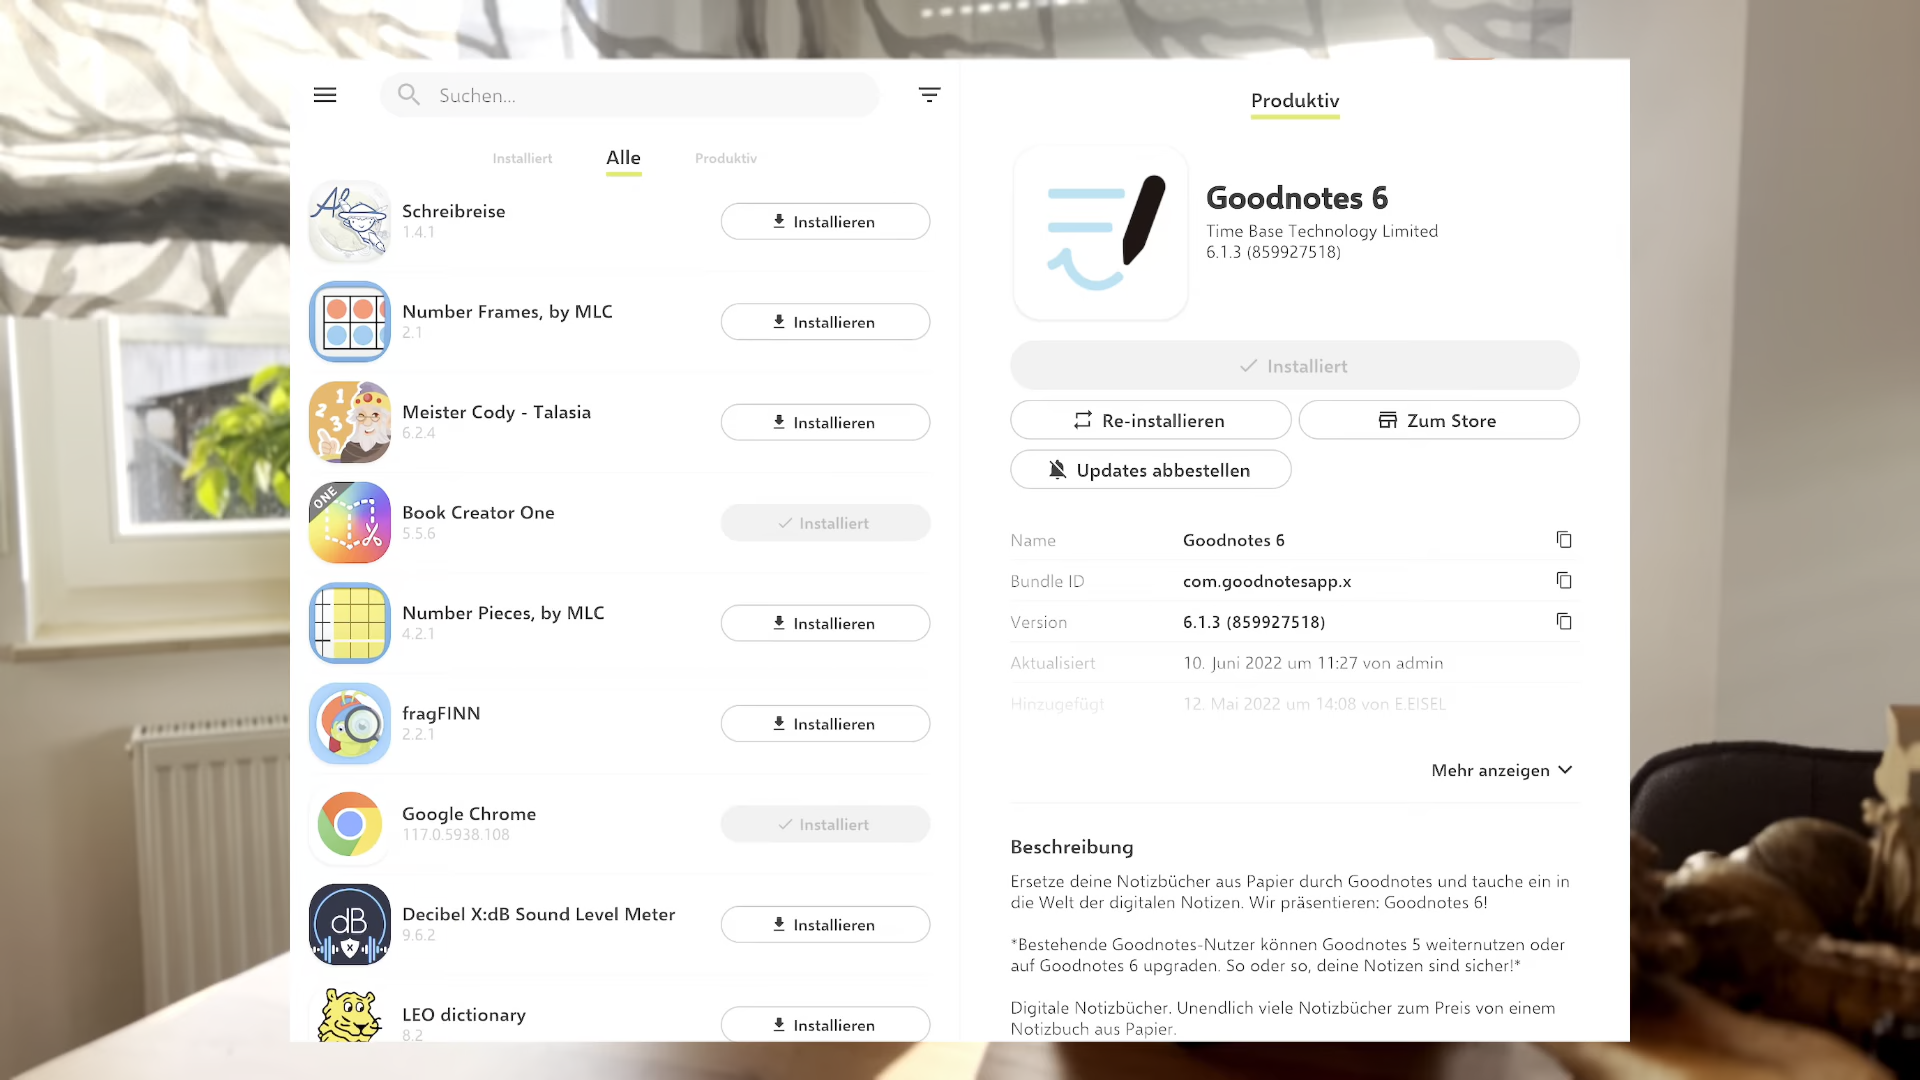 Suchen...
Installiert
Alle
Produktiv
Schreibreise
1.4.1
Installieren
Number Frames, by MLC
2.1
Installieren
1
2
3
Meister Cody - Talasia
6.2.4
Installieren
ONE
Book Creator One
5.5.6
Installiert
Number Pieces, by MLC
4.2.1
Installieren
fragFINN
2.2.1
Installieren
Google Chrome
117.0.5938.108
Installiert
dB
X
Decibel X:dB Sound Level Meter
9.6.2
Installieren
LEO dictionary
8.2
Installieren
Produktiv
Goodnotes 6
Time Base Technology Limited
6.1.3 (859927518)
Installiert
Re-installieren
Zum Store
Updates abbestellen
Name Goodnotes 6
Bundle ID com.goodnotesapp.x
Version 6.1.3 (859927518)
Aktualisiert 10. Juni 2022 um 11:27 von admin
Hinzugefügt 12. Mai 2022 um 14:08 von E.EISEL
Mehr anzeigen
Beschreibung
Ersetze deine Notizbücher aus Papier durch Goodnotes und tauche ein in
die Welt der digitalen Notizen. Wir präsentieren: Goodnotes 6!
*Bestehende Goodnotes-Nutzer können Goodnotes 5 weiternutzen oder
auf Goodnotes 6 upgraden. So oder so, deine Notizen sind sicher!*
Digitale Notizbücher. Unendlich viele Notizbücher zum Preis von einem
Notizbuch aus Papier.